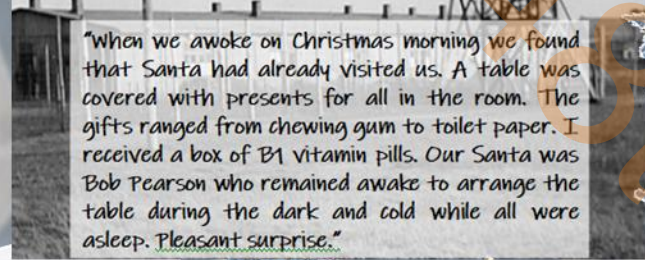 "When we awoke on Christmas morning we found
that Santa had already visited us. A table was
covered with presents for all in the room. The
gifts ranged from chewing gum to toilet paper. I
received a box of B1 vitamin pills. Our Santa was
Bob Pearson who remained awake to arrange the
table during the dark and cold while all were
asleep. Pleasant surprise."